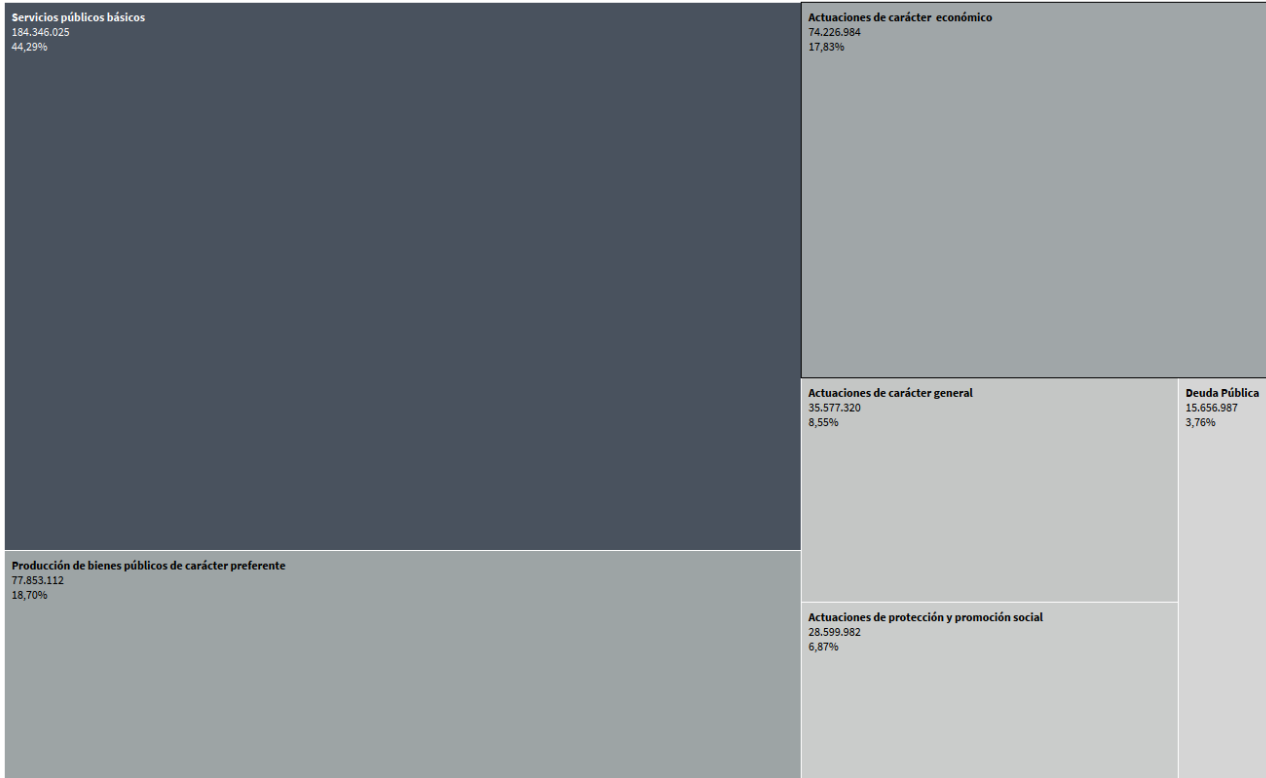 Servicios públicos básicos
184.346.025
44,29%
Actuaciones de carácter económico
74.226.984
17,83%
Actuaciones de carácter general
35.577.320
8,55%
Deuda Pública
15.656.987
3,76%
Producción de bienes públicos de carácter preferente
77.853.112
18,70%
Actuaciones de protección y promoción social
28.599.982
6,87%